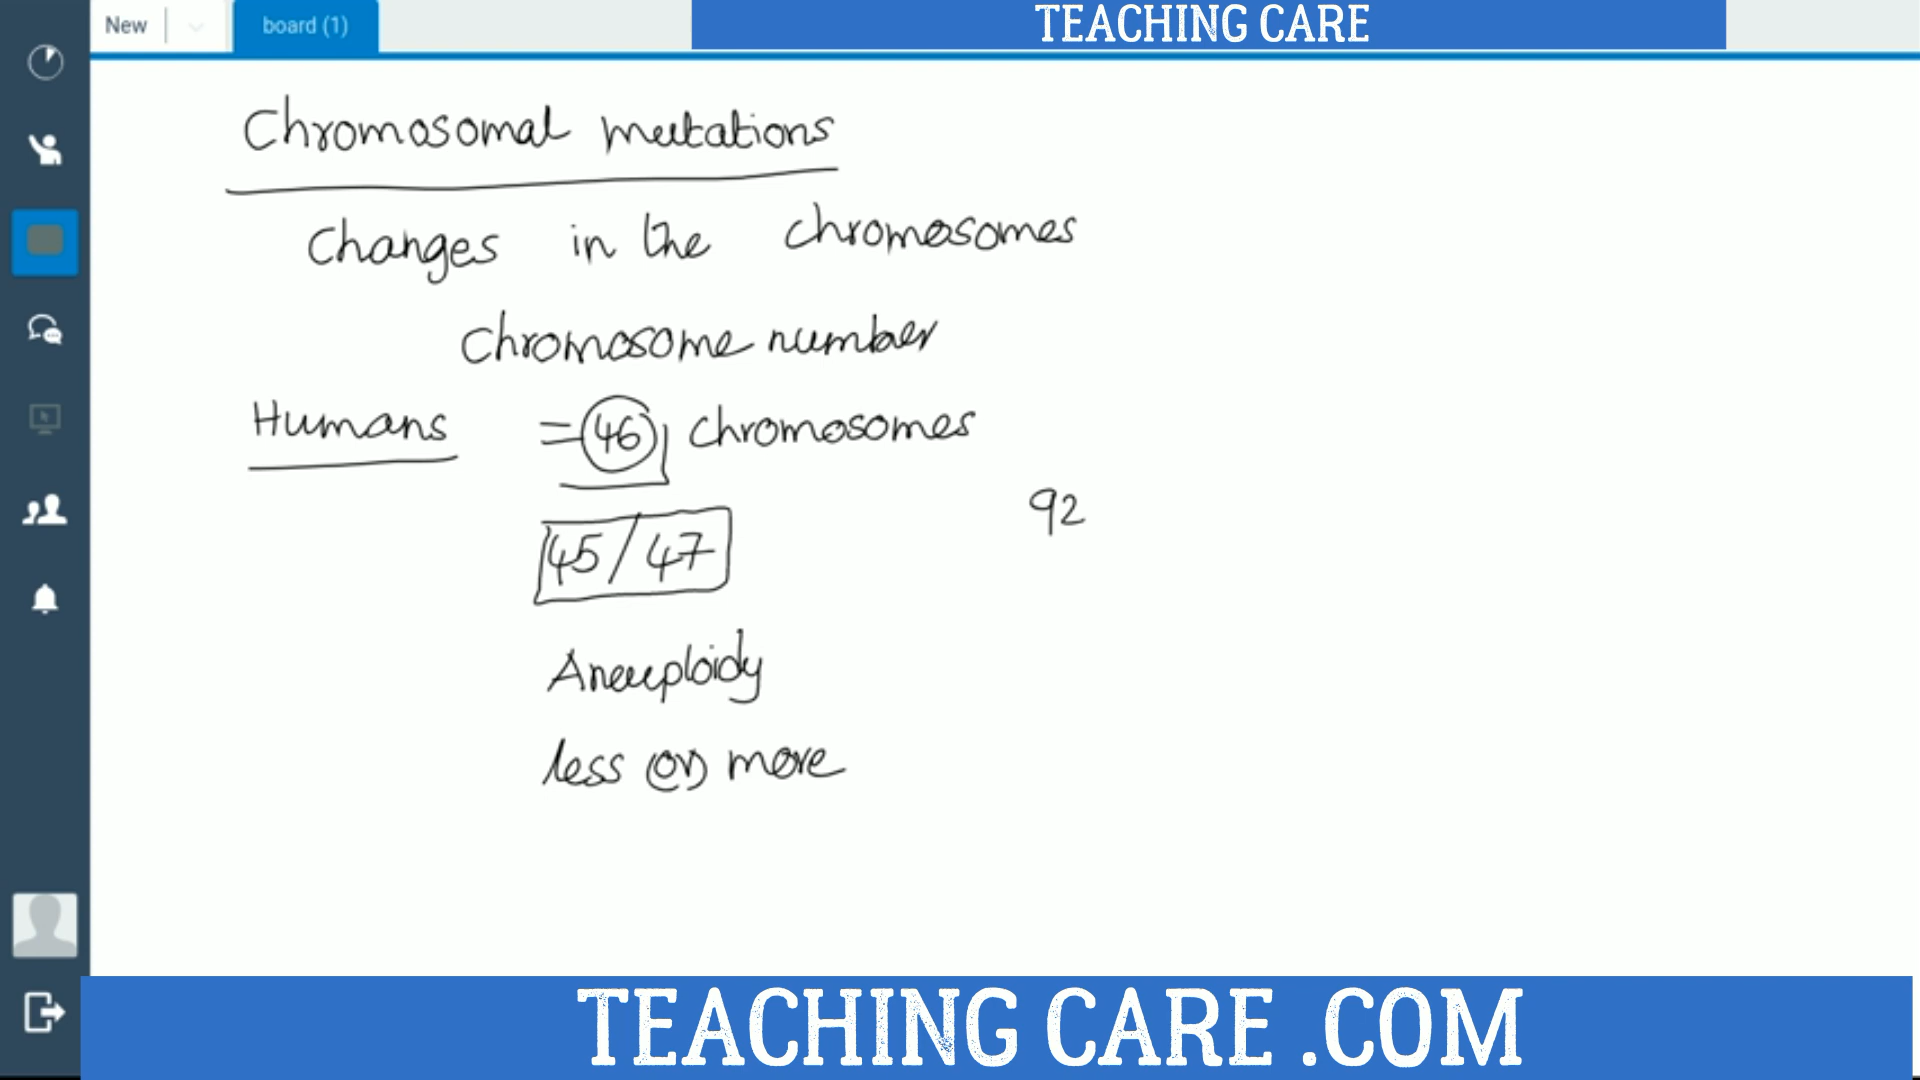 New
board (1)
TEACHING CARE
Chromosomal mutations
Changes in the chromosomes
Chromosome number
Humans = 46 chromosomes
92
45/47
Aneuploidy
less (or) more
TEACHING CARE .COM